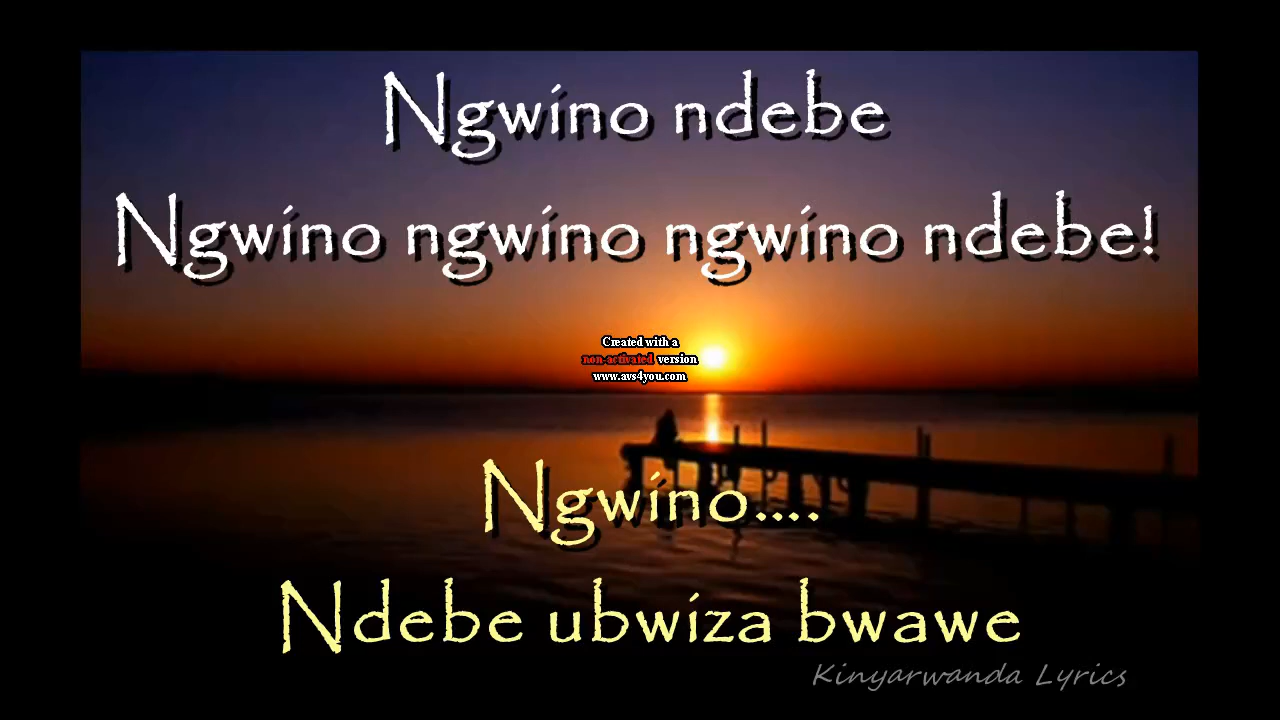 Ngwino ndebe
Ngwino ngwino ngwino ndebe!
Created with a
non-activated version
www.avs4you.com
Ngwino....
Ndebe ubwiza bwawe
Kinyarwanda Lyrics